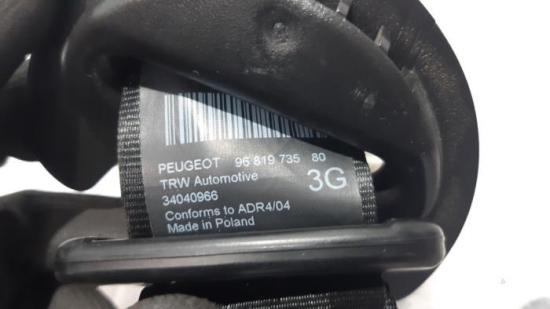 PEUGEOT 96 819 735 80
TRW Automotive 3G
34040966
Conforms to ADR4/04
Made in Poland